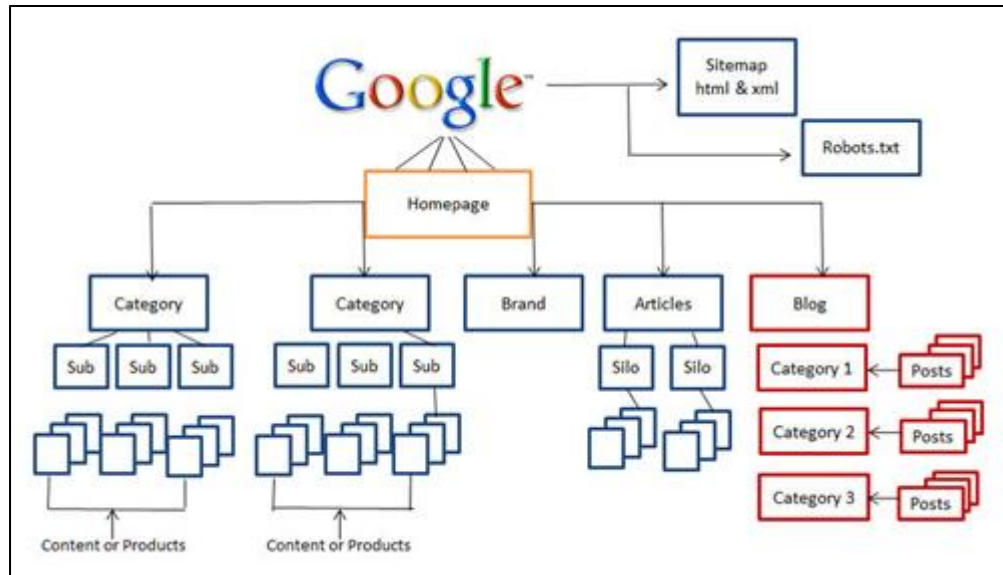 Google™
Sitemap
html & xml
Robots.txt
Homepage
Category
Category
Brand
Articles
Blog
Sub
Sub
Sub
Sub
Sub
Sub
Silo
Silo
Category 1
Posts
Category 2
Posts
Category 3
Posts
Content or Products
Content or Products